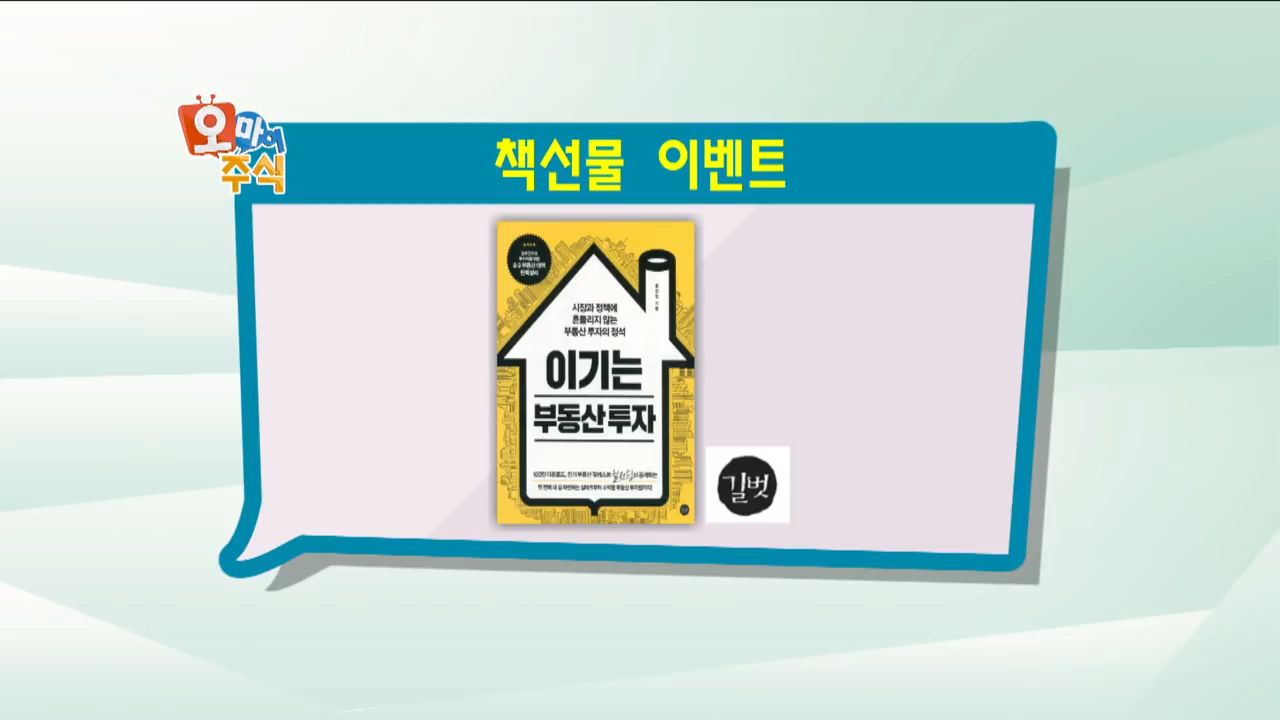 오마이
주식
책선물 이벤트
시장과 정책에
흔들리지 않는
부동산 투자의 정석
이기는
부동산 투자
길벗